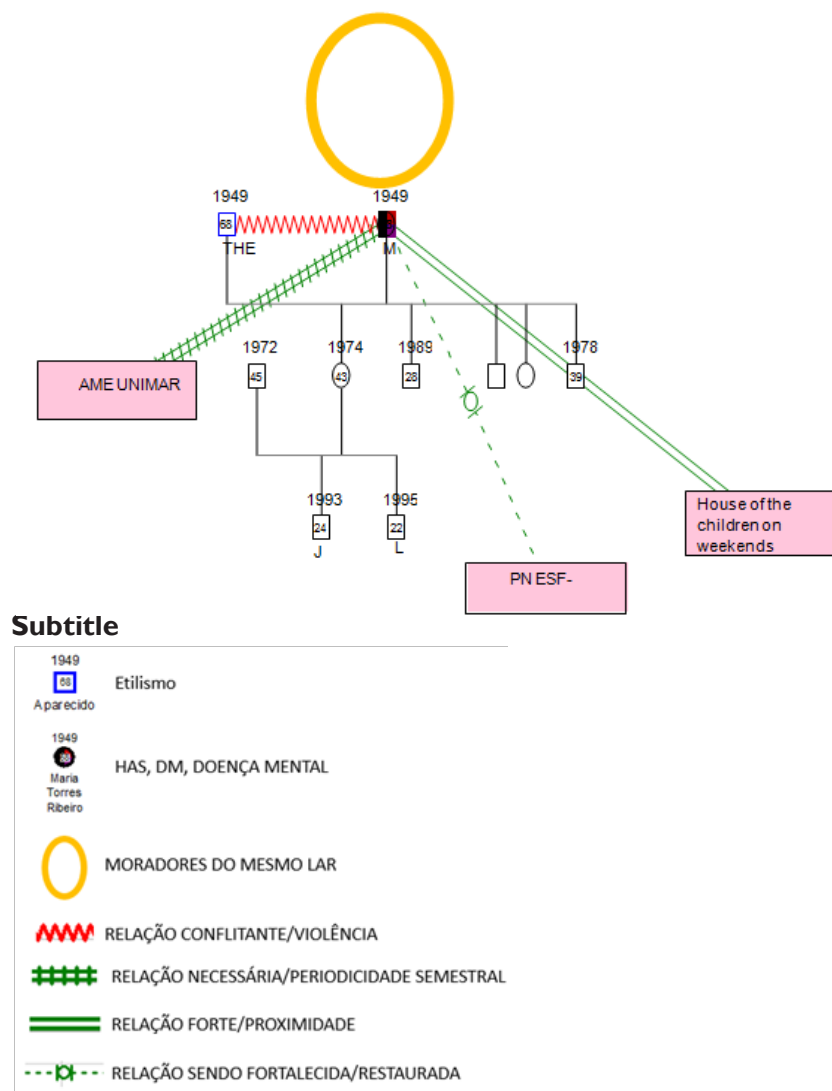 1949 1949
68
THE M
1972 1974 1989 1978
45 43 28 39
AME UNIMAR
1993 1995
24 22
J L
House of the
children on
weekends
PN ESF-
Subtitle
1949
68
Aparecido
Etilismo
1949
Maria
Torres
Ribeiro
HAS, DM, DOENÇA MENTAL
MORADORES DO MESMO LAR
RELAÇÃO CONFLITANTE/VIOLÊNCIA
RELAÇÃO NECESSÁRIA/PERIODICIDADE SEMESTRAL
RELAÇÃO FORTE/PROXIMIDADE
RELAÇÃO SENDO FORTALECIDA/RESTAURADA